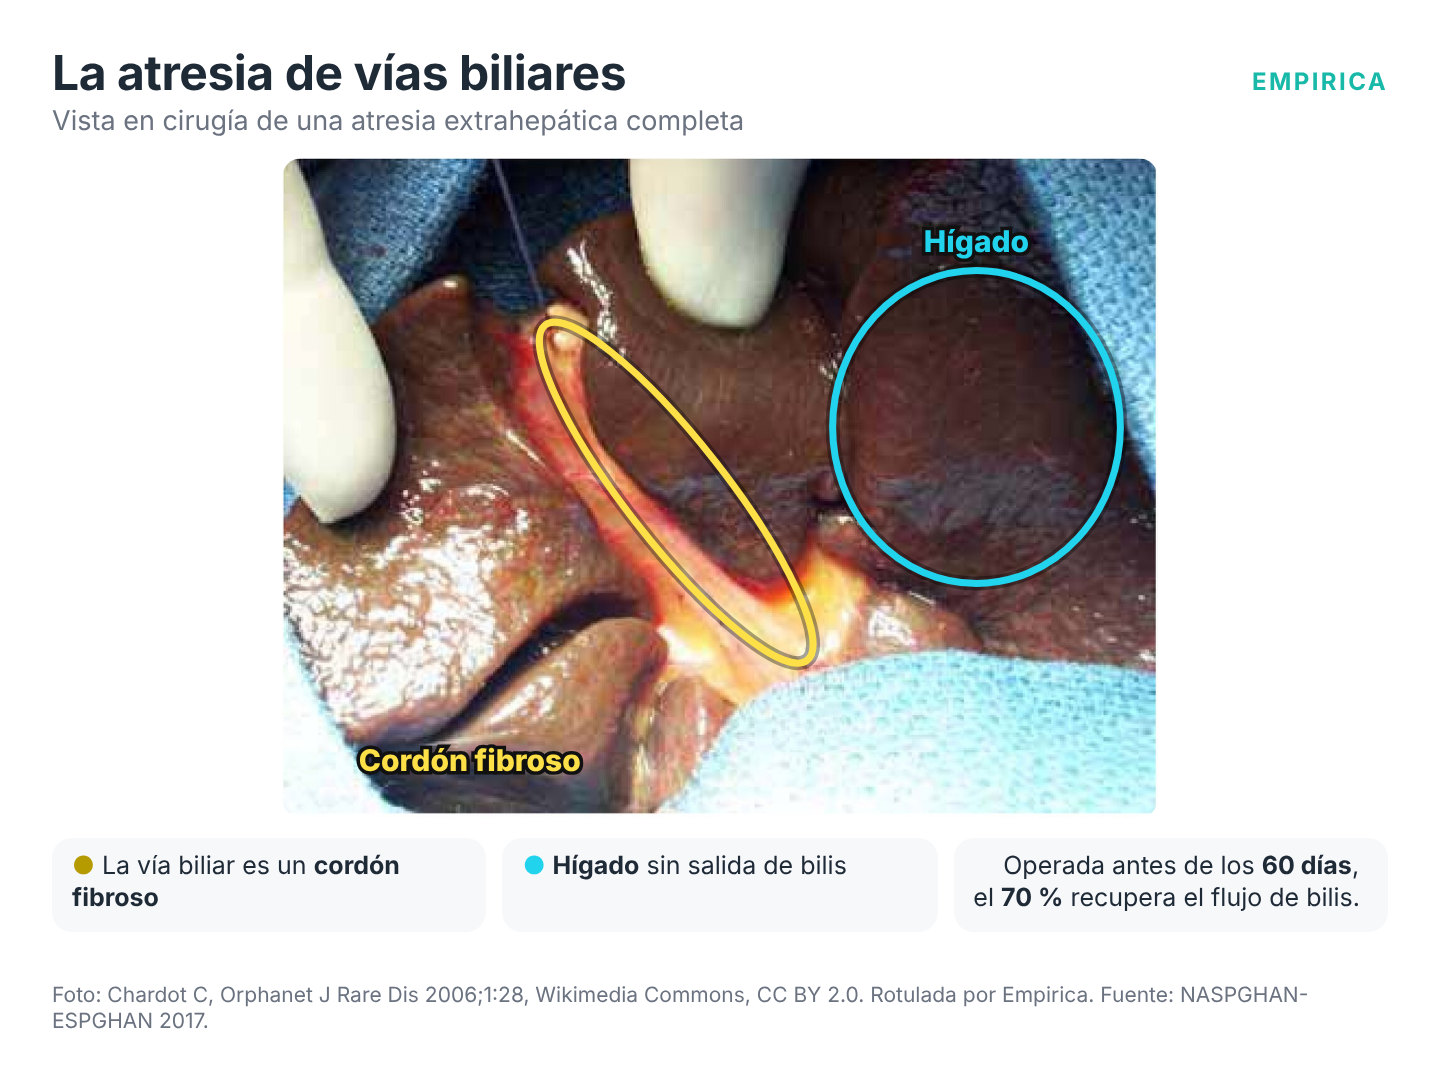 La atresia de vías biliares
EMPIRICA
Vista en cirugía de una atresia extrahepática completa
Hígado
Cordón fibroso
La vía biliar es un cordón
fibroso
Hígado sin salida de bilis
Operada antes de los 60 días,
el 70 % recupera el flujo de bilis.
Foto: Chardot C, Orphanet J Rare Dis 2006;1:28, Wikimedia Commons, CC BY 2.0. Rotulada por Empirica. Fuente: NASPGHAN-
ESPGHAN 2017.